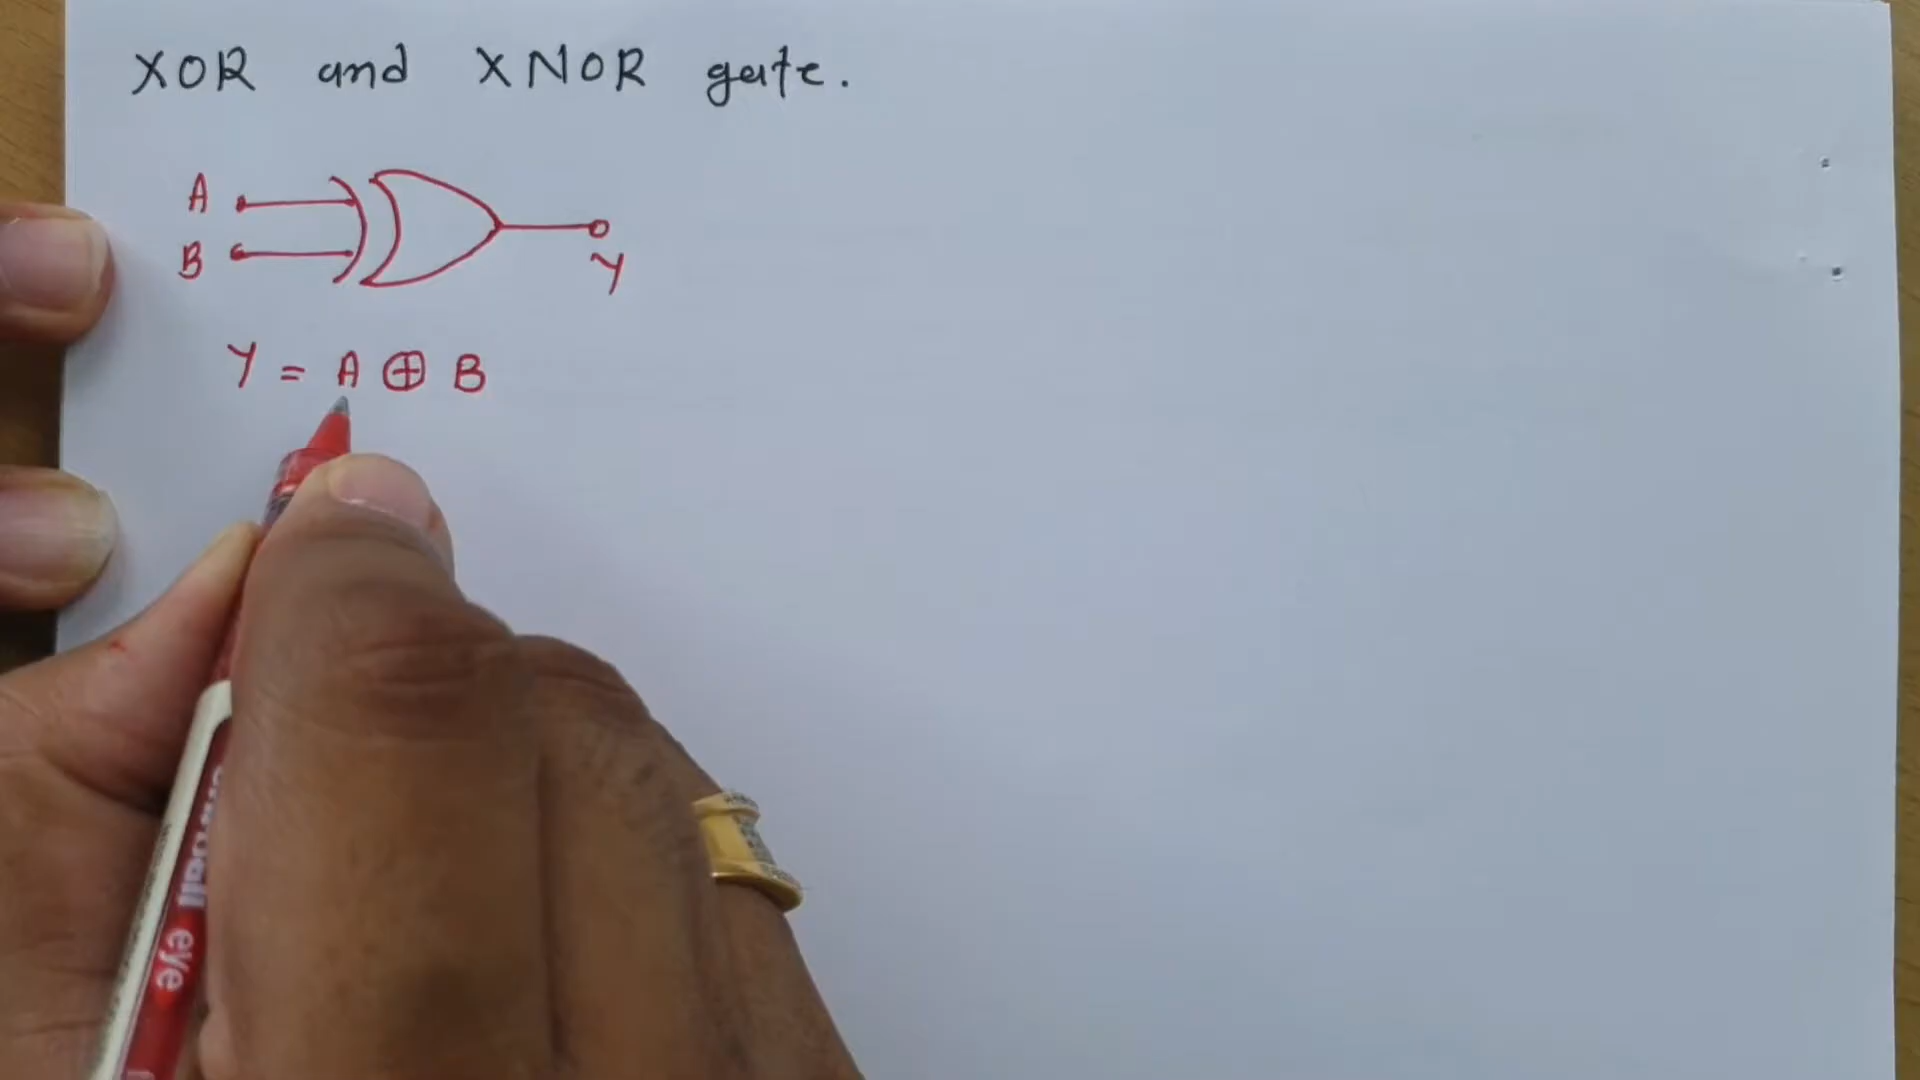 XOR and XNOR gate.
A
B
Y
Y = A ⊕ B
eye